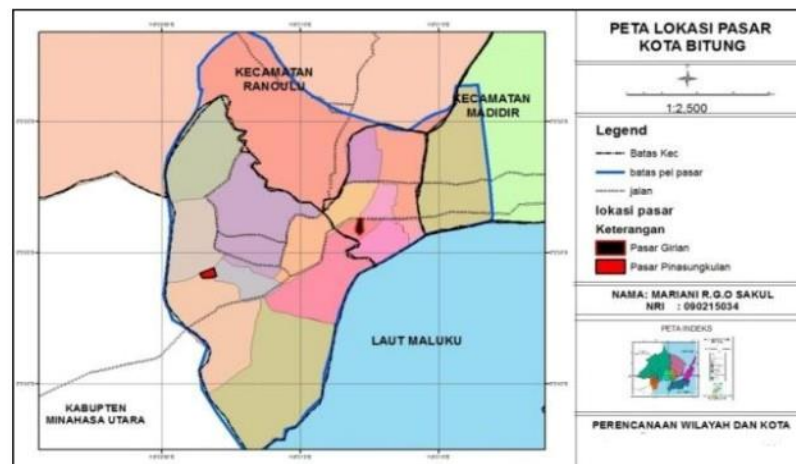 KECAMATAN
RANOULU
KECAMATAN
MADIDIR
LAUT MALUKU
KABUPTEN
MINAHASA UTARA
PETA LOKASI PASAR
KOTA BITUNG
1:2.500
Legend
Batas Kec
batas pel pasar
jalan
lokasi pasar
Keterangan
Pasar Girian
Pasar Pinasungkulan
NAMA: MARIANI R.G.O SAKUL
NRI : 090215034
PETA INDEKS
PERENCANAAN WILAYAH DAN KOTA